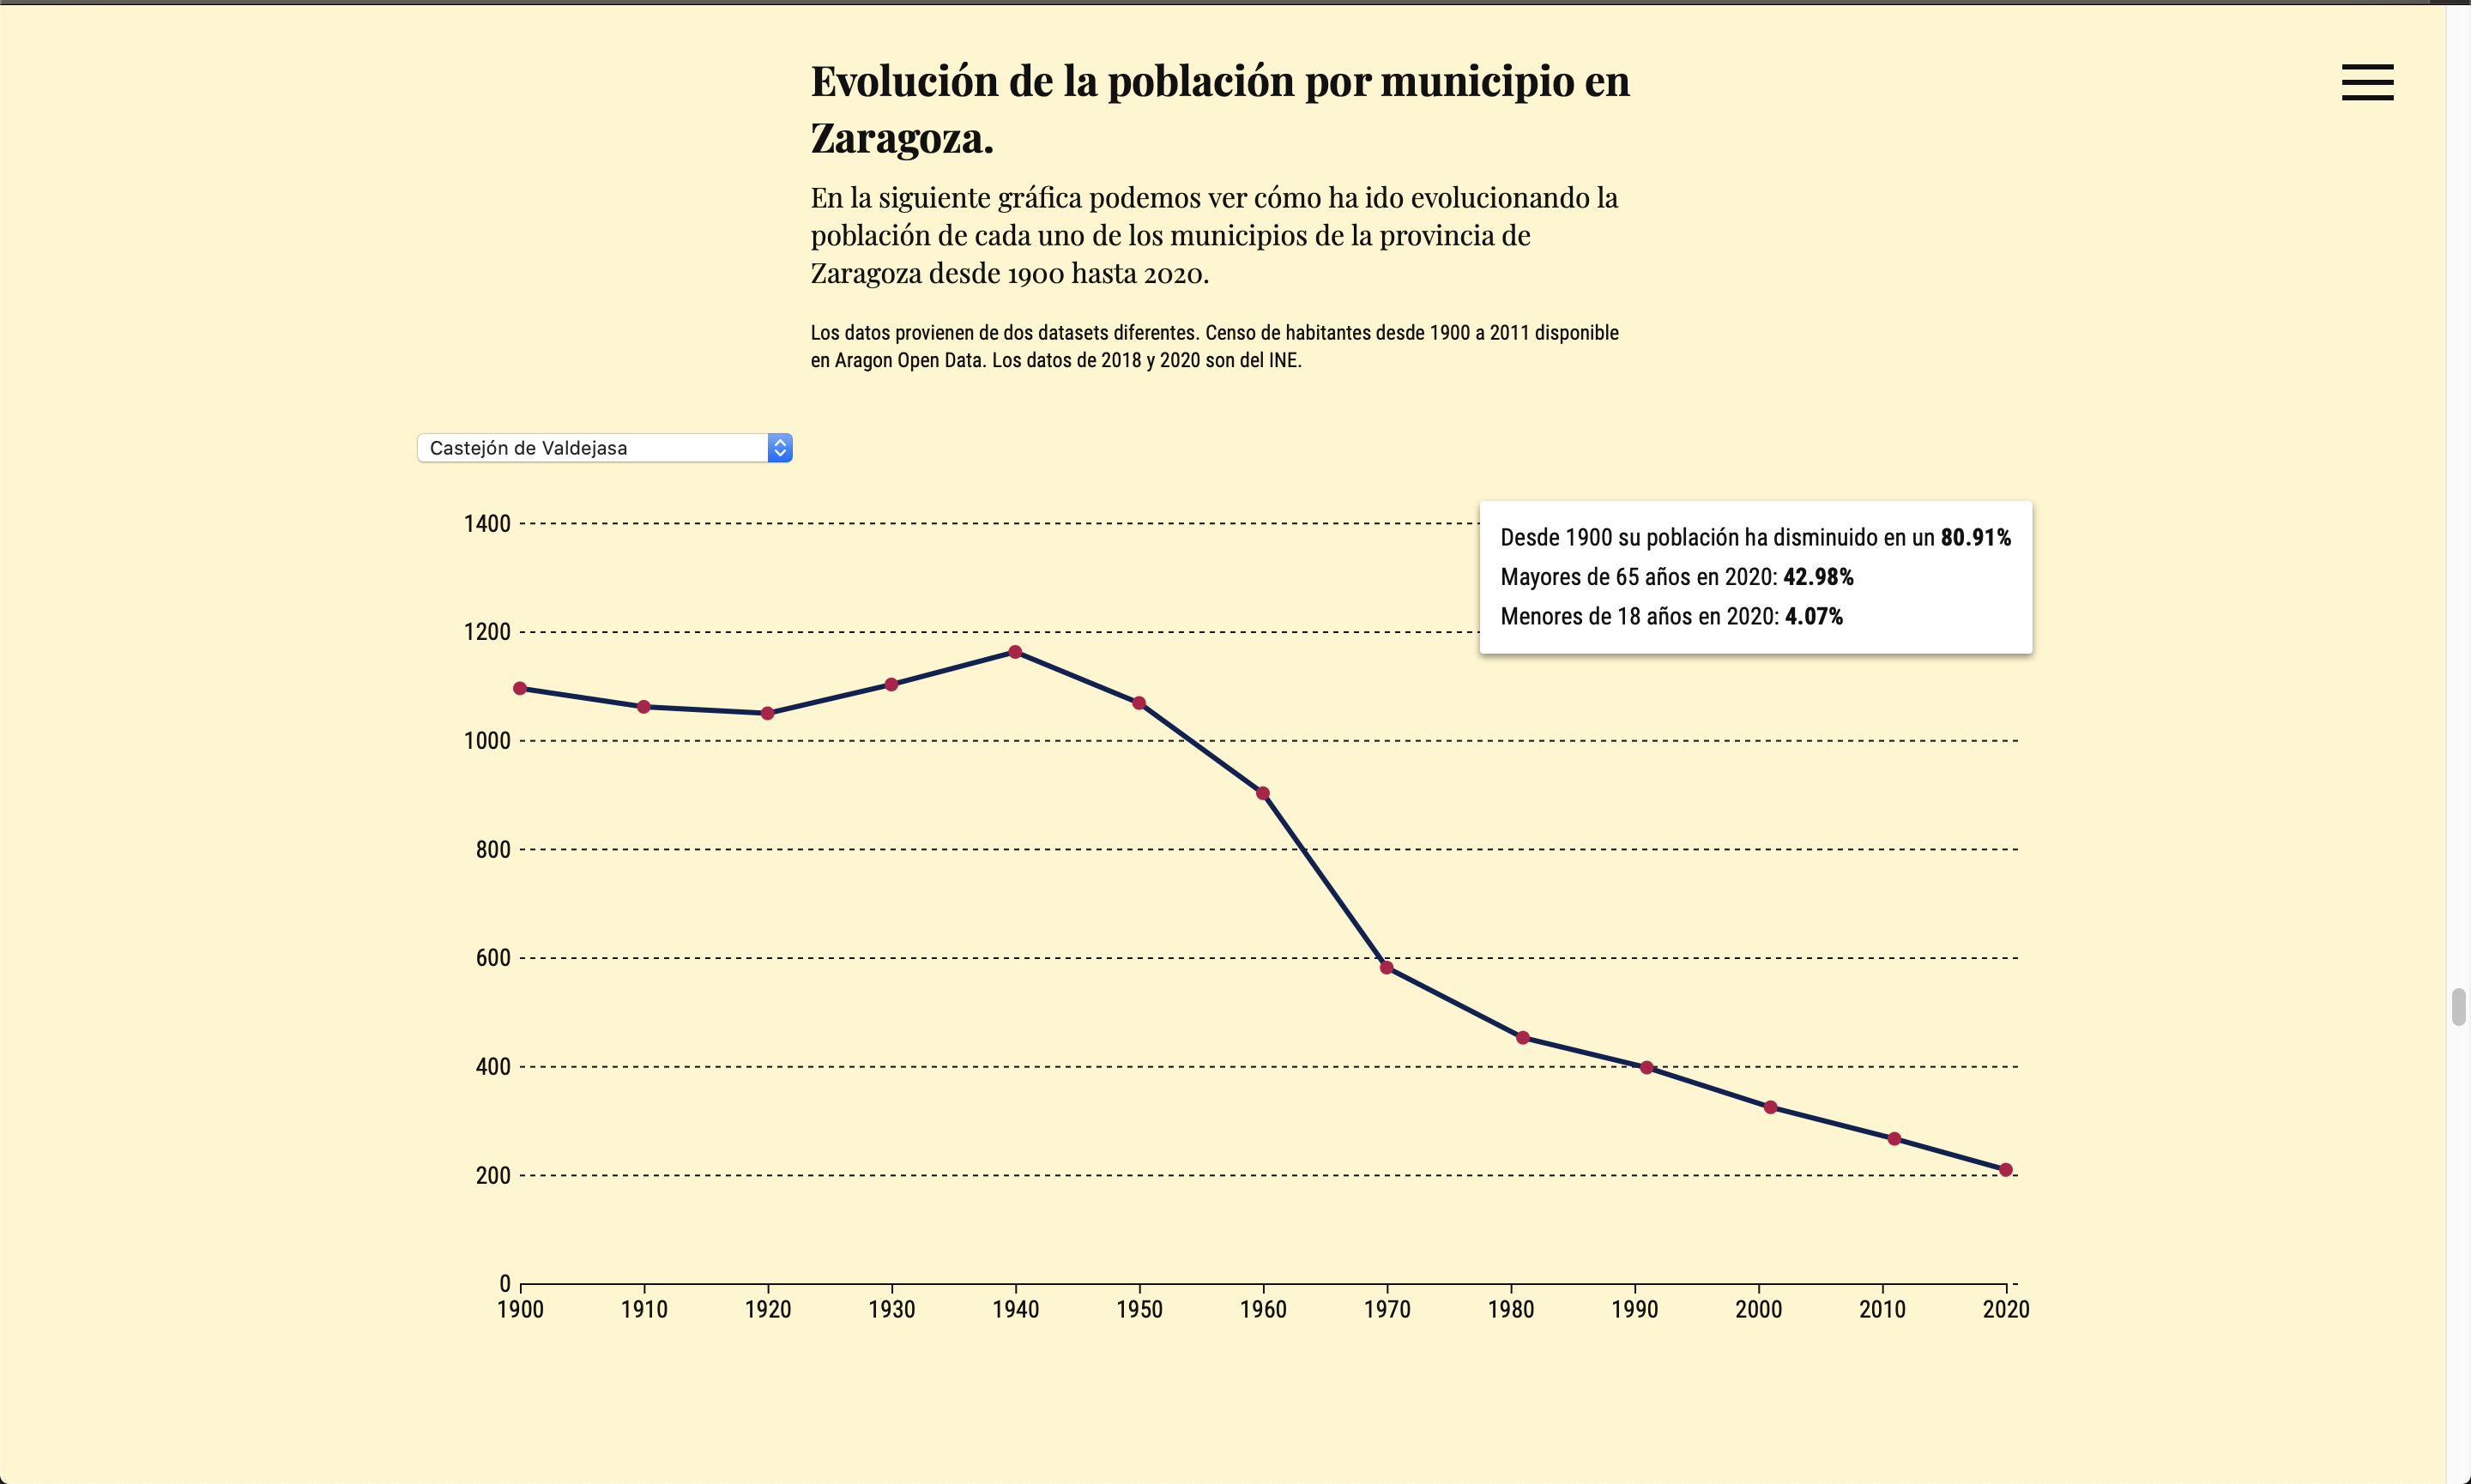 Evolución de la población por municipio en
Zaragoza.
En la siguiente gráfica podemos ver cómo ha ido evolucionando la
población de cada uno de los municipios de la provincia de
Zaragoza desde 1900 hasta 2020.
Los datos provienen de dos datasets diferentes. Censo de habitantes desde 1900 a 2011 disponible
en Aragon Open Data. Los datos de 2018 y 2020 son del INE.
Castejón de Valdejasa
Desde 1900 su población ha disminuido en un 80.91%
Mayores de 65 años en 2020: 42.98%
Menores de 18 años en 2020: 4.07%
1400
1200
1000
800
600
400
200
0
1900 1910 1920 1930 1940 1950 1960 1970 1980 1990 2000 2010 2020